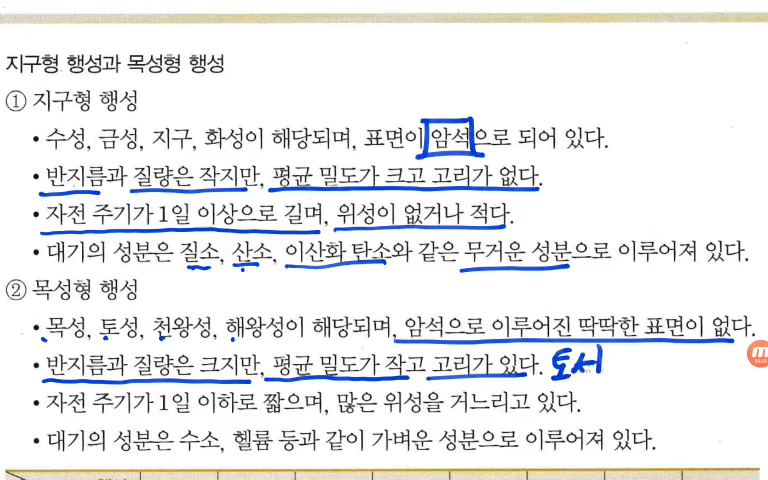 지구형 행성과 목성형 행성
① 지구형 행성
• 수성, 금성, 지구, 화성이 해당되며, 표면이 암석으로 되어 있다.
• 반지름과 질량은 작지만, 평균 밀도가 크고 고리가 없다.
• 자전 주기가 1일 이상으로 길며, 위성이 없거나 적다.
• 대기의 성분은 질소, 산소, 이산화 탄소와 같은 무거운 성분으로 이루어져 있다.
② 목성형 행성
• 목성, 토성, 천왕성, 해왕성이 해당되며, 암석으로 이루어진 딱딱한 표면이 없다.
• 반지름과 질량은 크지만, 평균 밀도가 작고 고리가 있다. 토서
• 자전 주기가 1일 이하로 짧으며, 많은 위성을 거느리고 있다.
• 대기의 성분은 수소, 헬륨 등과 같이 가벼운 성분으로 이루어져 있다.